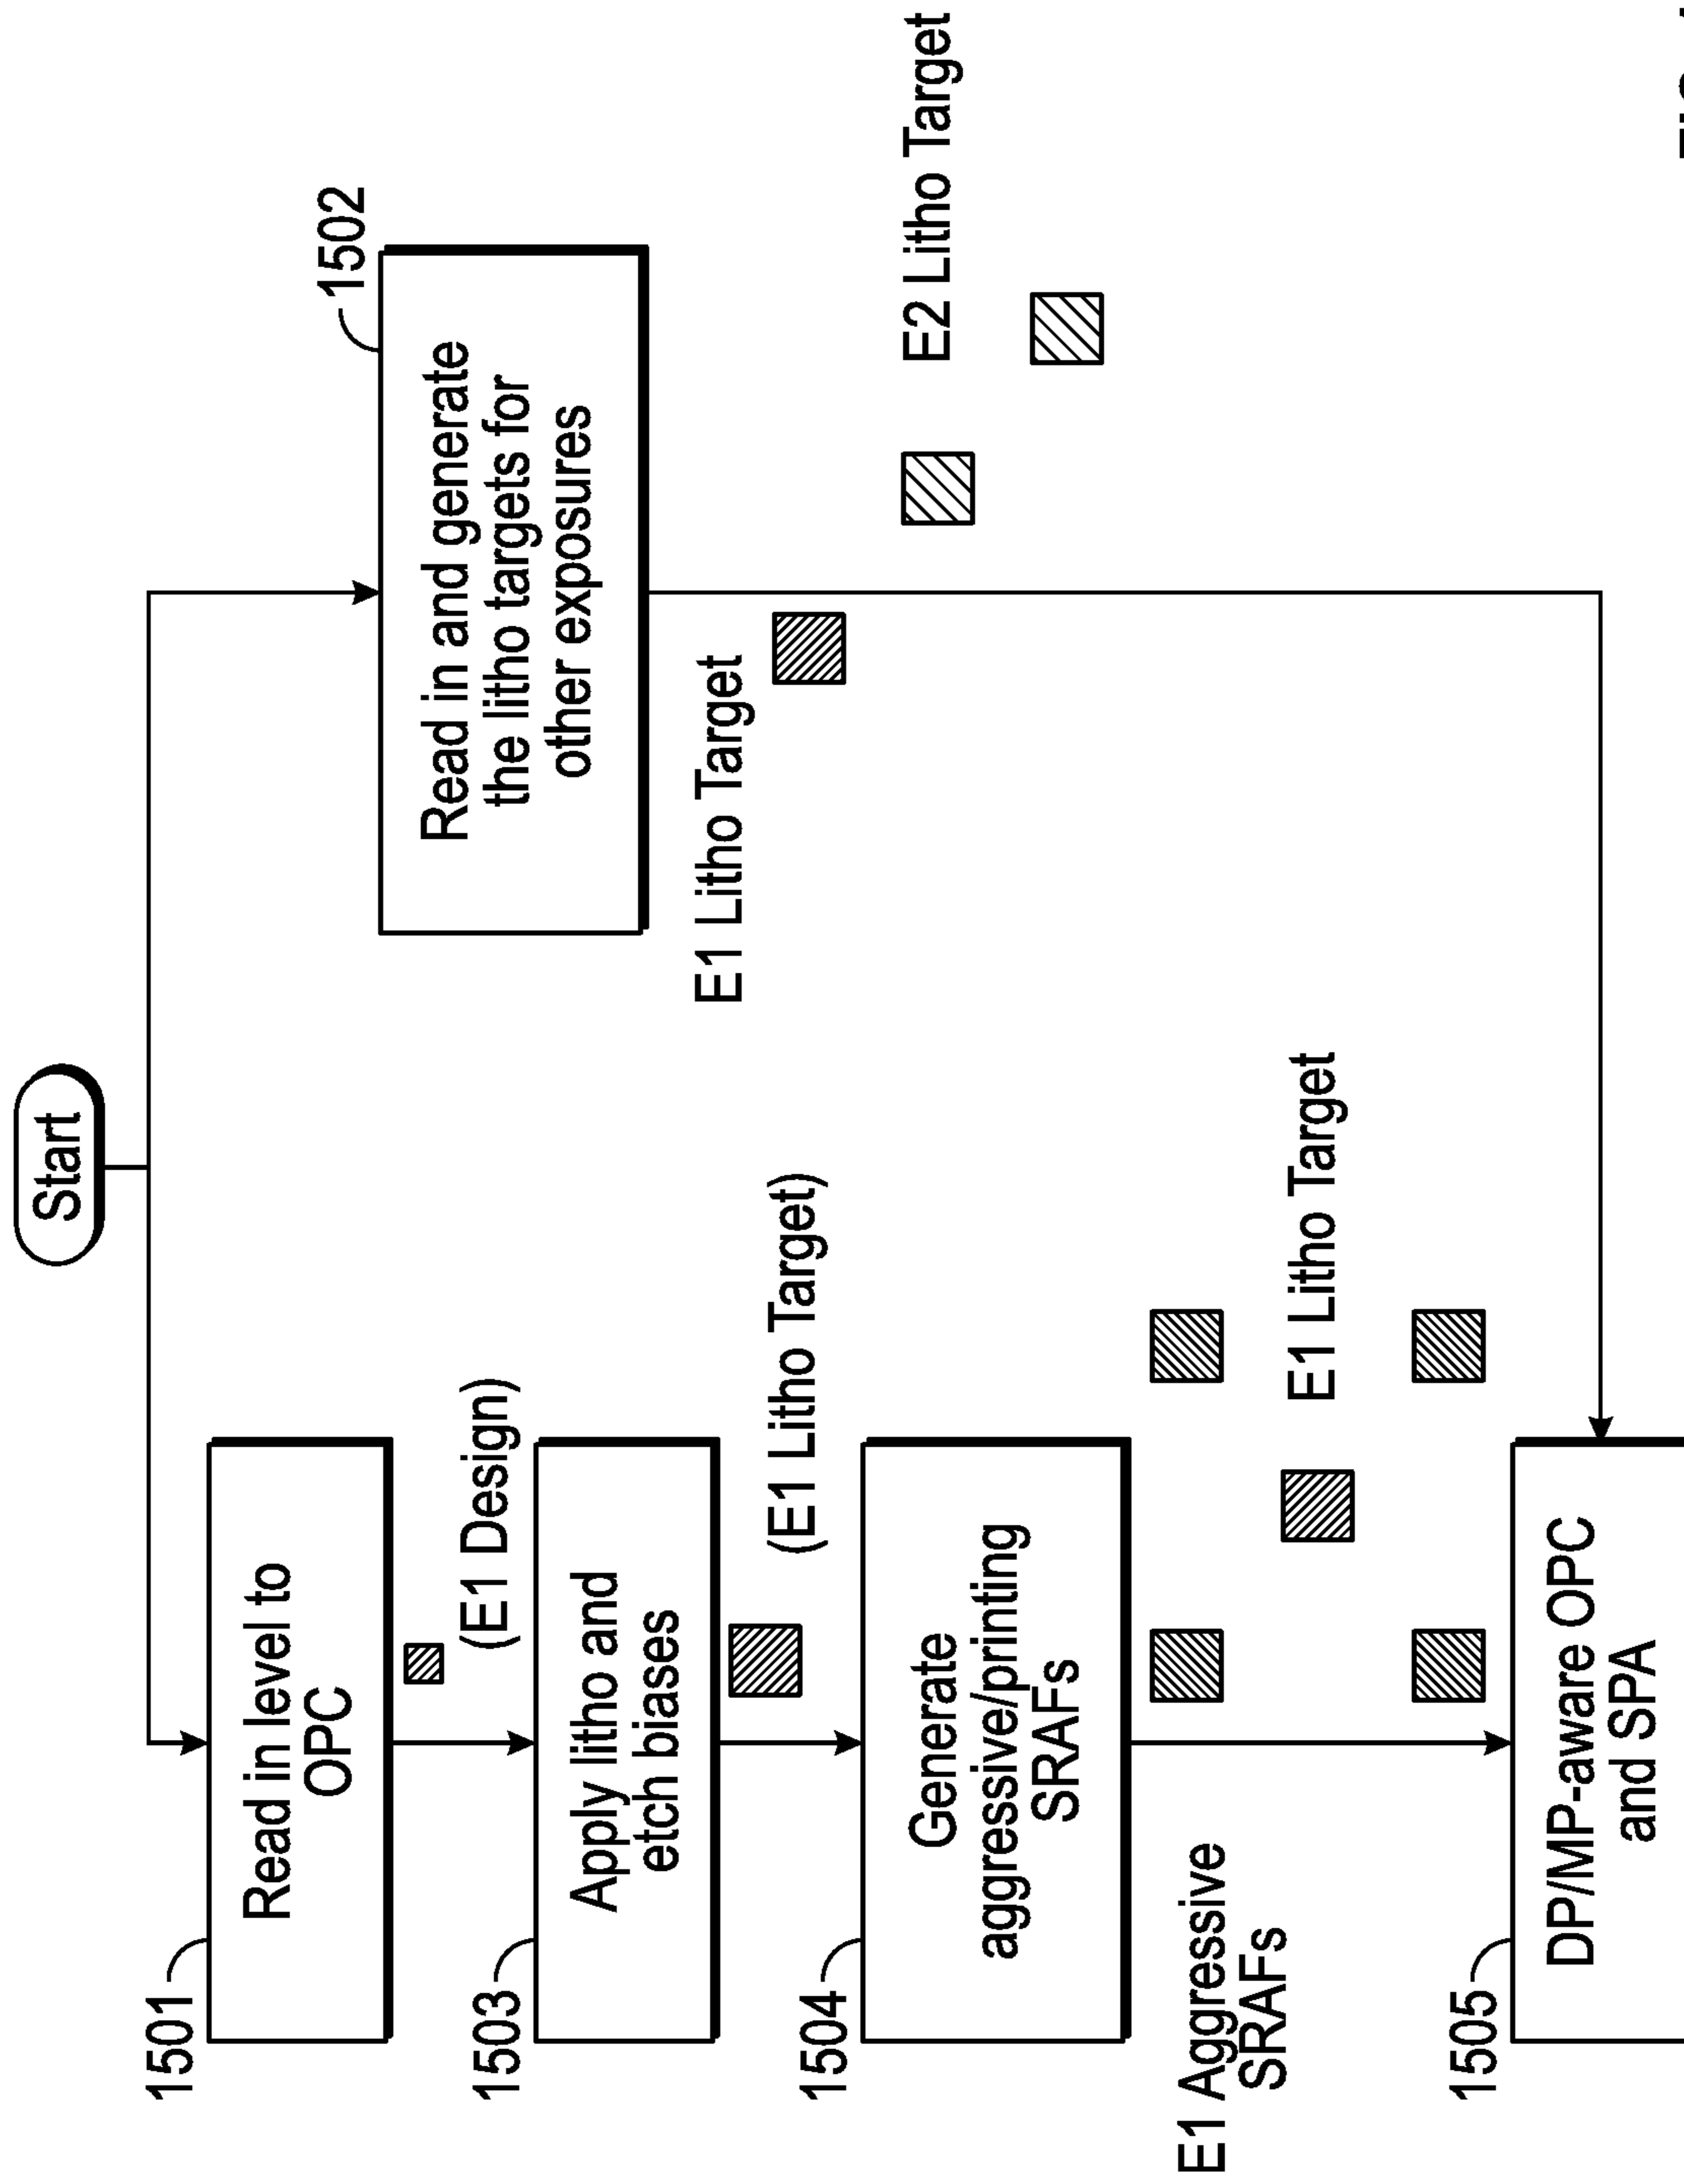 Start
1501
Read in level to
OPC
1502
Read in and generate
the litho targets for
other exposures
(E1 Design)
1503
Apply litho and
etch biases
E1 Litho Target
(E1 Litho Target)
E2 Litho Target
1504
Generate
aggressive/printing
SRAFs
E1 Aggressive
SRAFs
E1 Litho Target
1505
DP/MP-aware OPC
and SPA